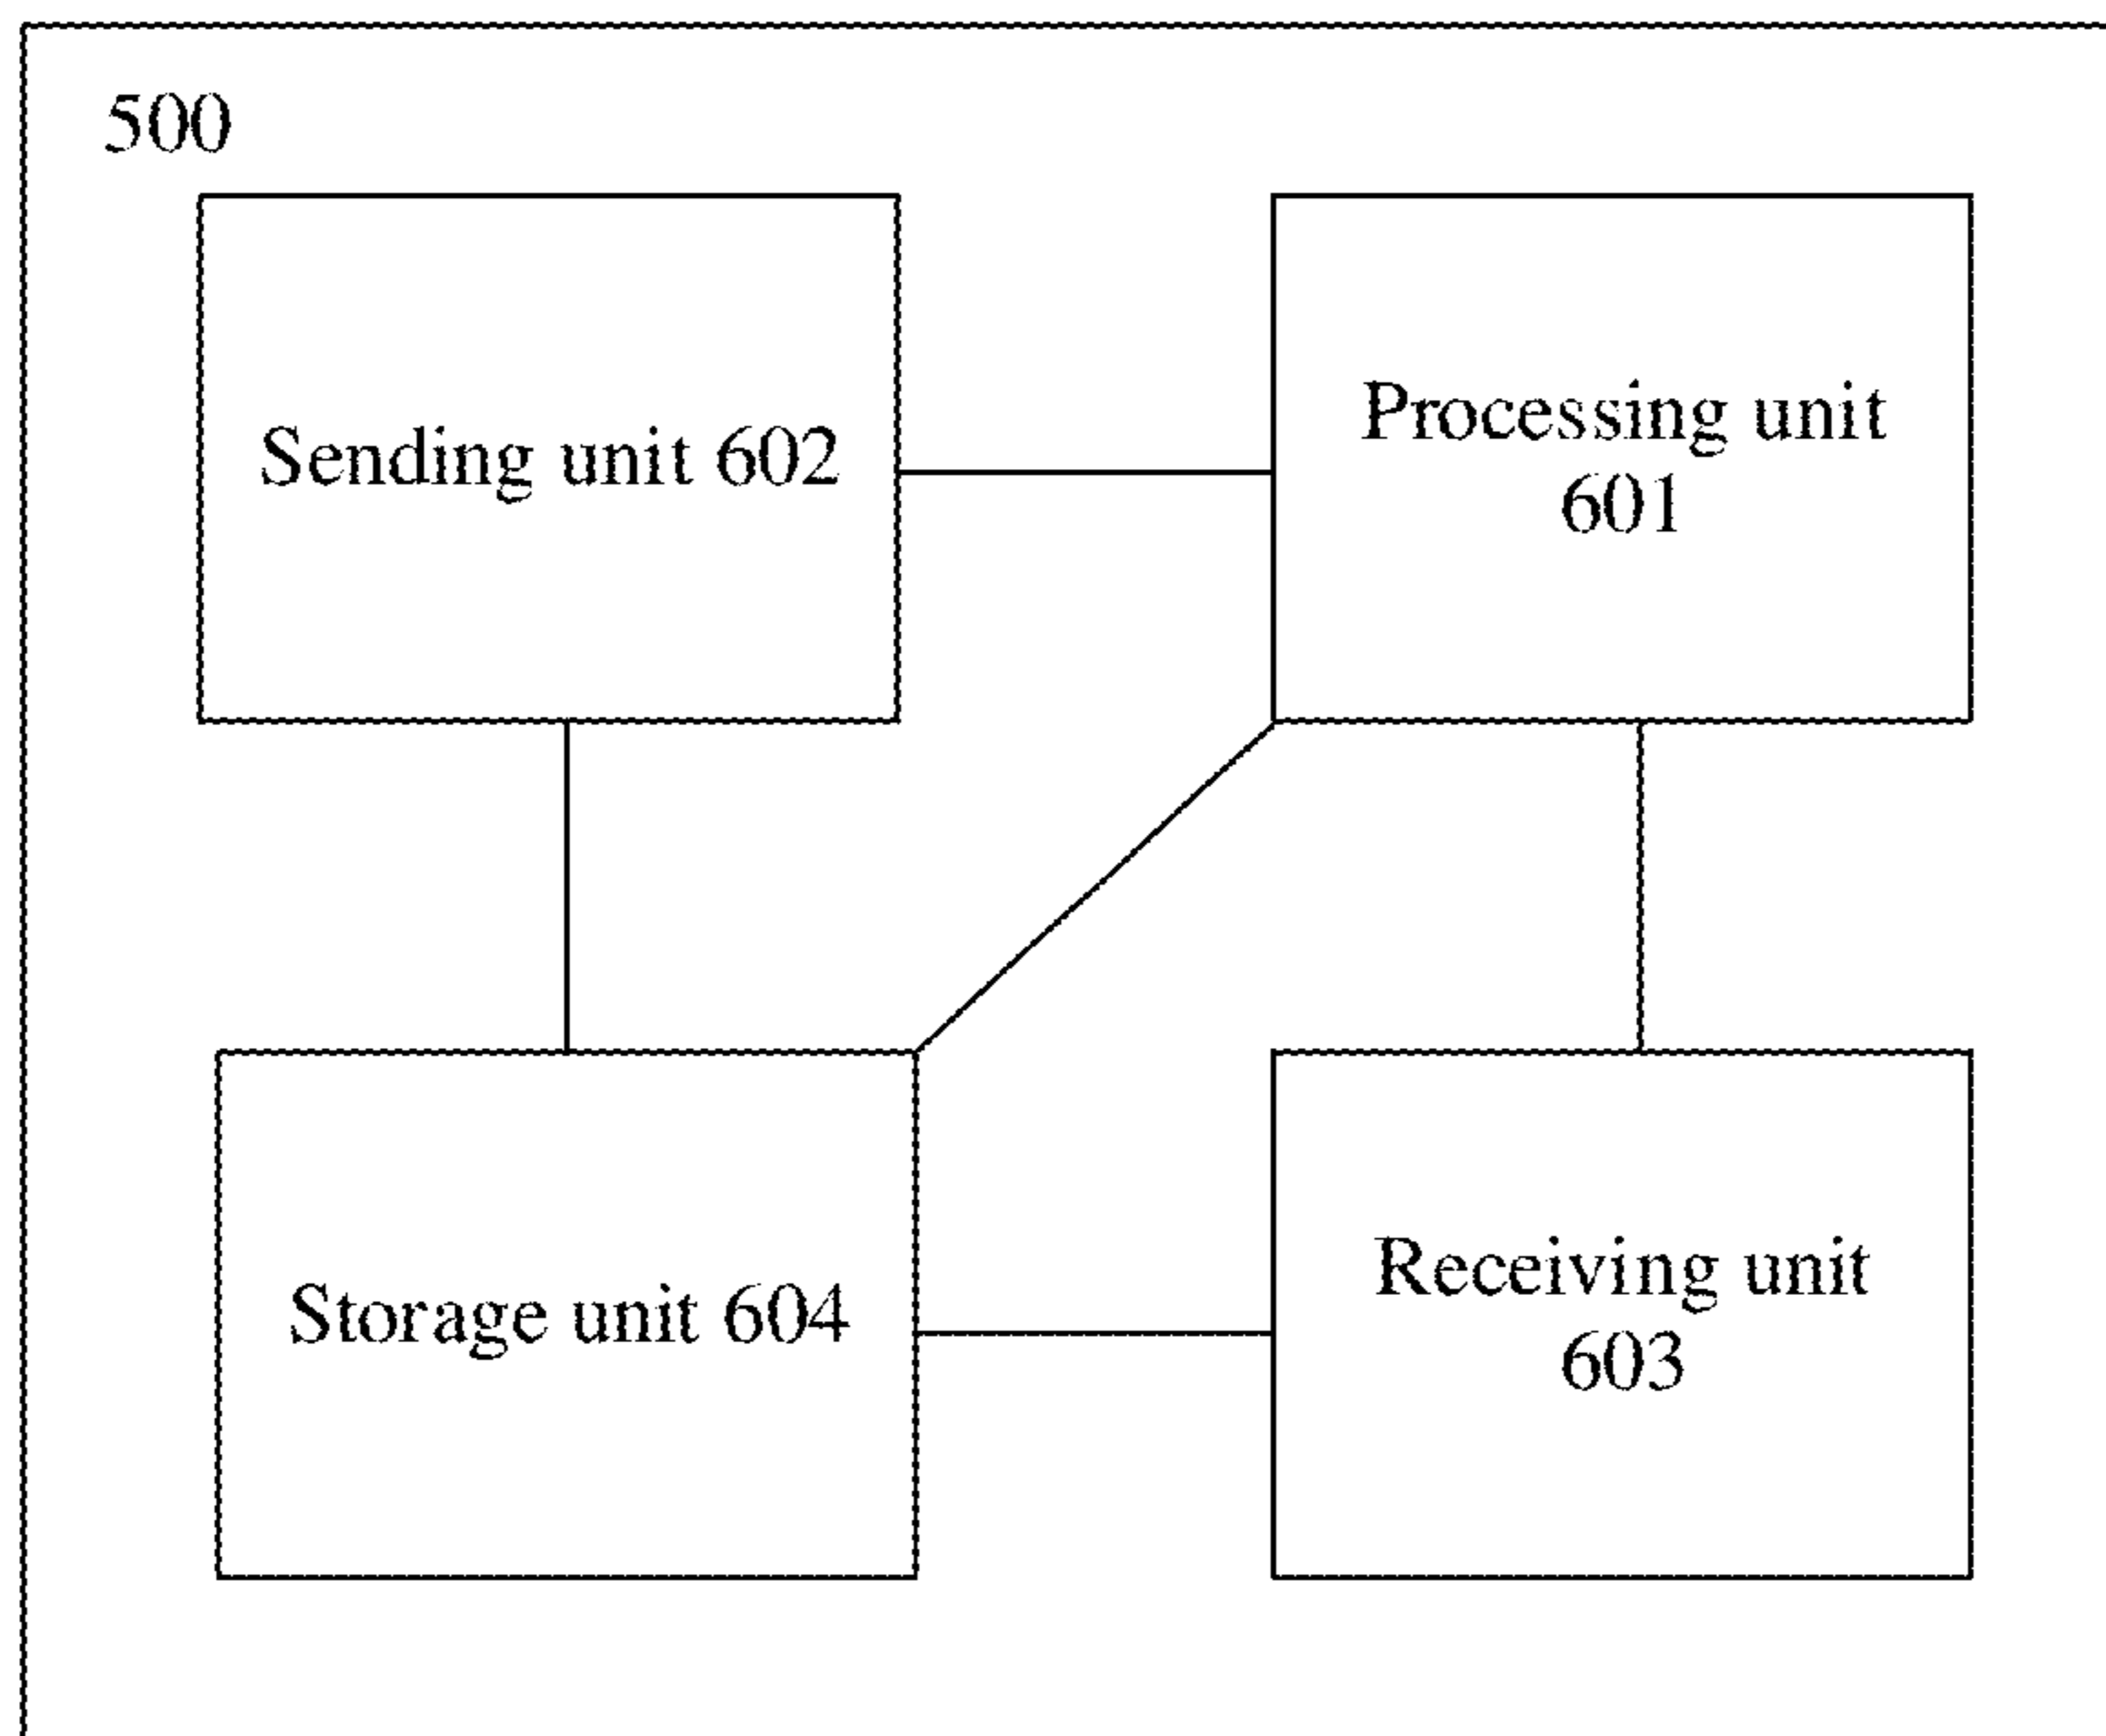 500
Sending unit 602
Processing unit
601
Storage unit 604
Receiving unit
603